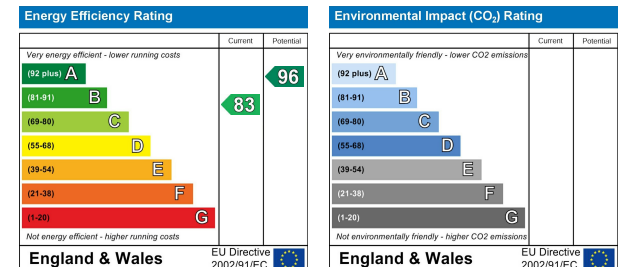 Energy Efficiency Rating
Current Potential
Very energy efficient - lower running costs
(92 plus) A
96
(81-91) B
83
(69-80) C
(55-68) D
(39-54) E
(21-38) F
(1-20) G
Not energy efficient - higher running costs
England & Wales
EU Directive
2002/91/EC
Environmental Impact (CO2) Rating
Current Potential
Very environmentally friendly - lower CO2 emissions
(92 plus) A
(81-91) B
(69-80) C
(55-68) D
(39-54) E
(21-38) F
(1-20) G
Not environmentally friendly - higher CO2 emissions
England & Wales
EU Directive
2002/91/EC